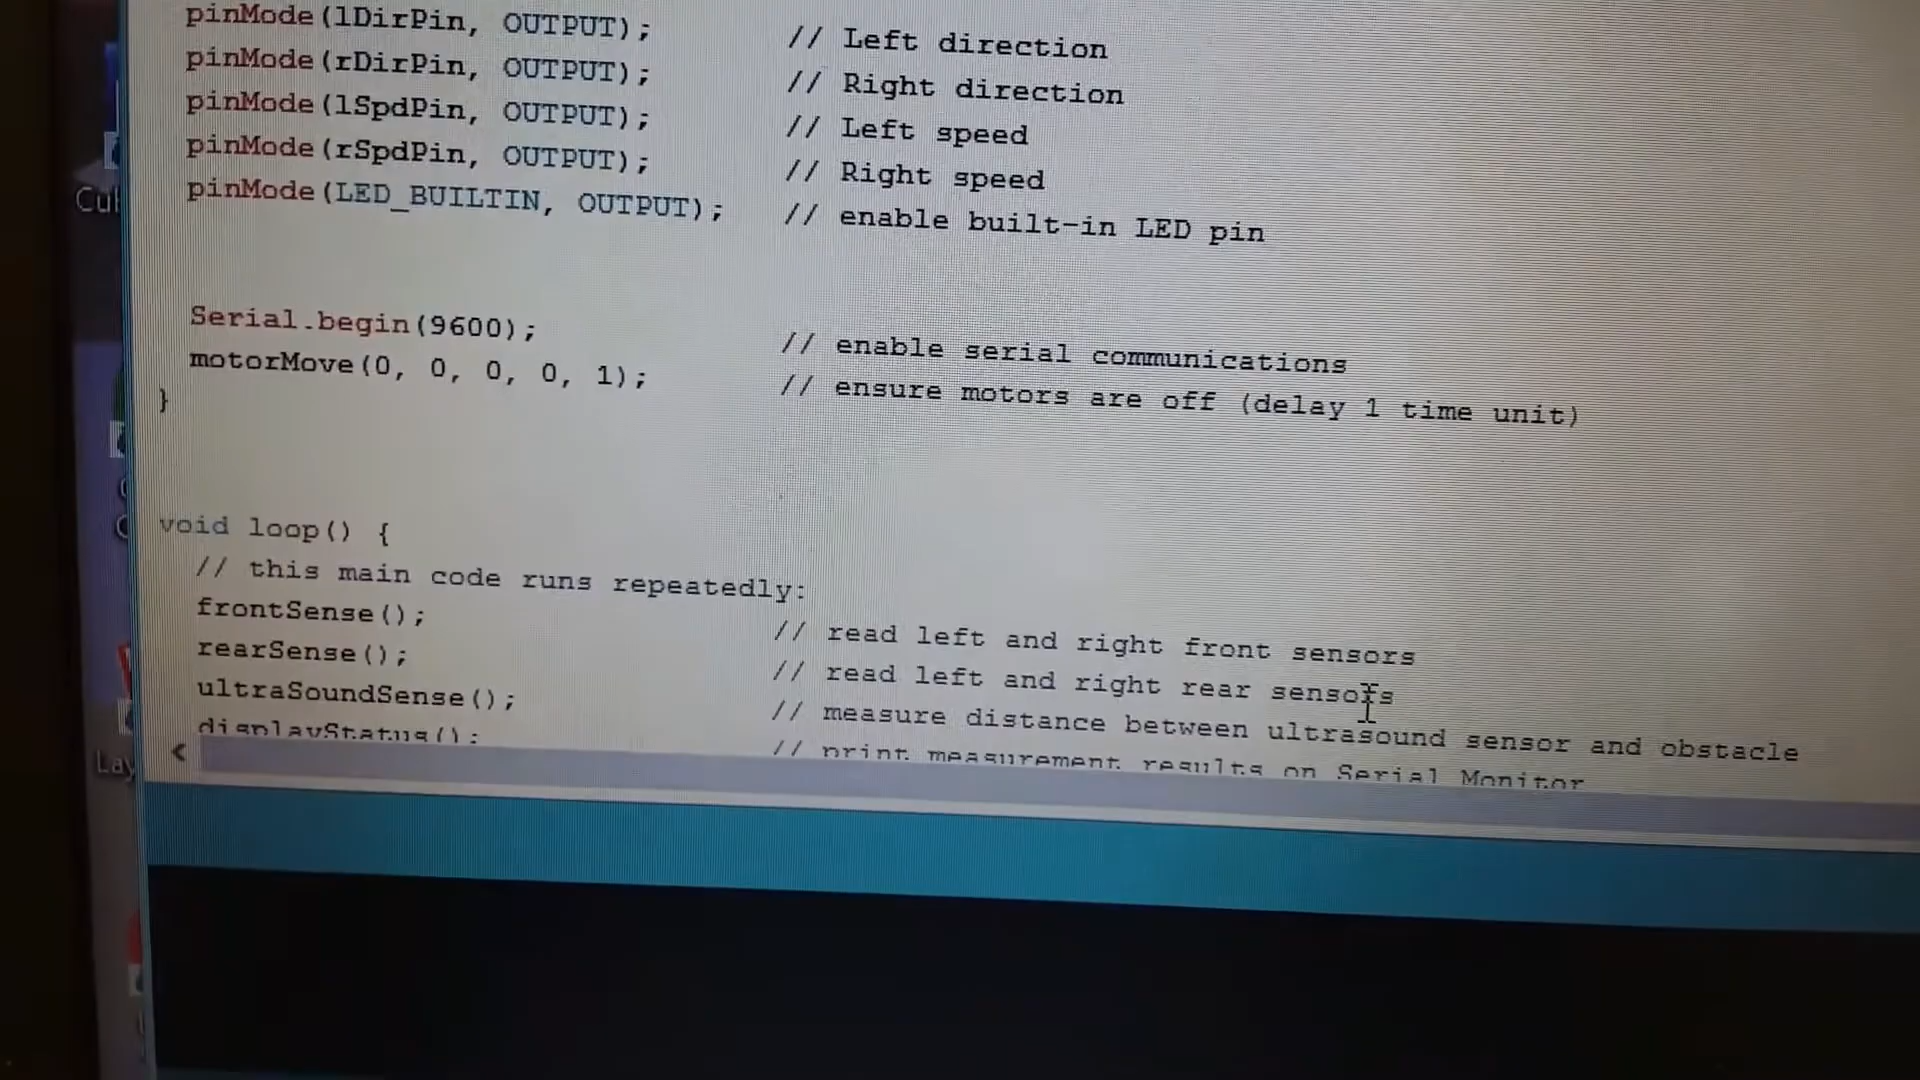 pinMode(lDirPin, OUTPUT); // Left direction
pinMode(rDirPin, OUTPUT); // Right direction
pinMode(lSpdPin, OUTPUT); // Left speed
pinMode(rSpdPin, OUTPUT); // Right speed
pinMode(LED_BUILTIN, OUTPUT); // enable built-in LED pin
Serial.begin(9600); // enable serial communications
motorMove(0, 0, 0, 0, 1); // ensure motors are off (delay 1 time unit)
}
void loop() {
// this main code runs repeatedly:
frontSense(); // read left and right front sensors
rearSense(); // read left and right rear sensors
ultraSoundSense(); // measure distance between ultrasound sensor and obstacle
displayStatus(); // print measurement results on Serial Monitor